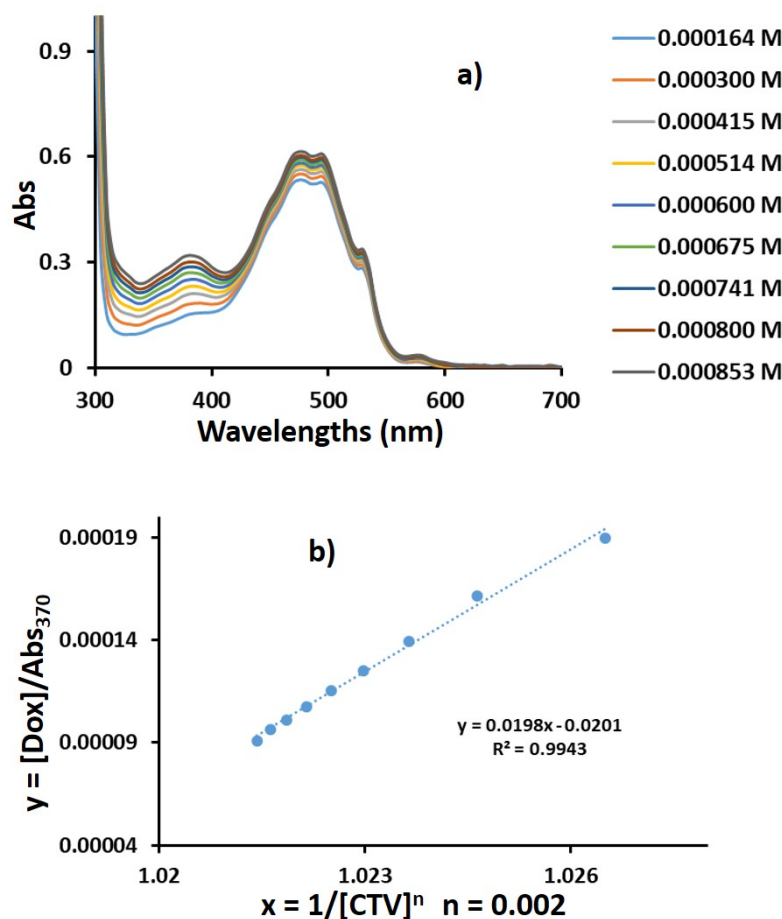 a)
0.9
0.6
0.3
0
Abs
300 400 500 600 700
Wavelengths (nm)
0.000164 M
0.000300 M
0.000415 M
0.000514 M
0.000600 M
0.000675 M
0.000741 M
0.000800 M
0.000853 M
b)
0.00019
0.00014
0.00009
0.00004
y = [Dox]/Abs₃₇₀
y = 0.0198x - 0.0201
R² = 0.9943
1.02 1.023 1.026
x = 1/[CTV]ⁿ n = 0.002